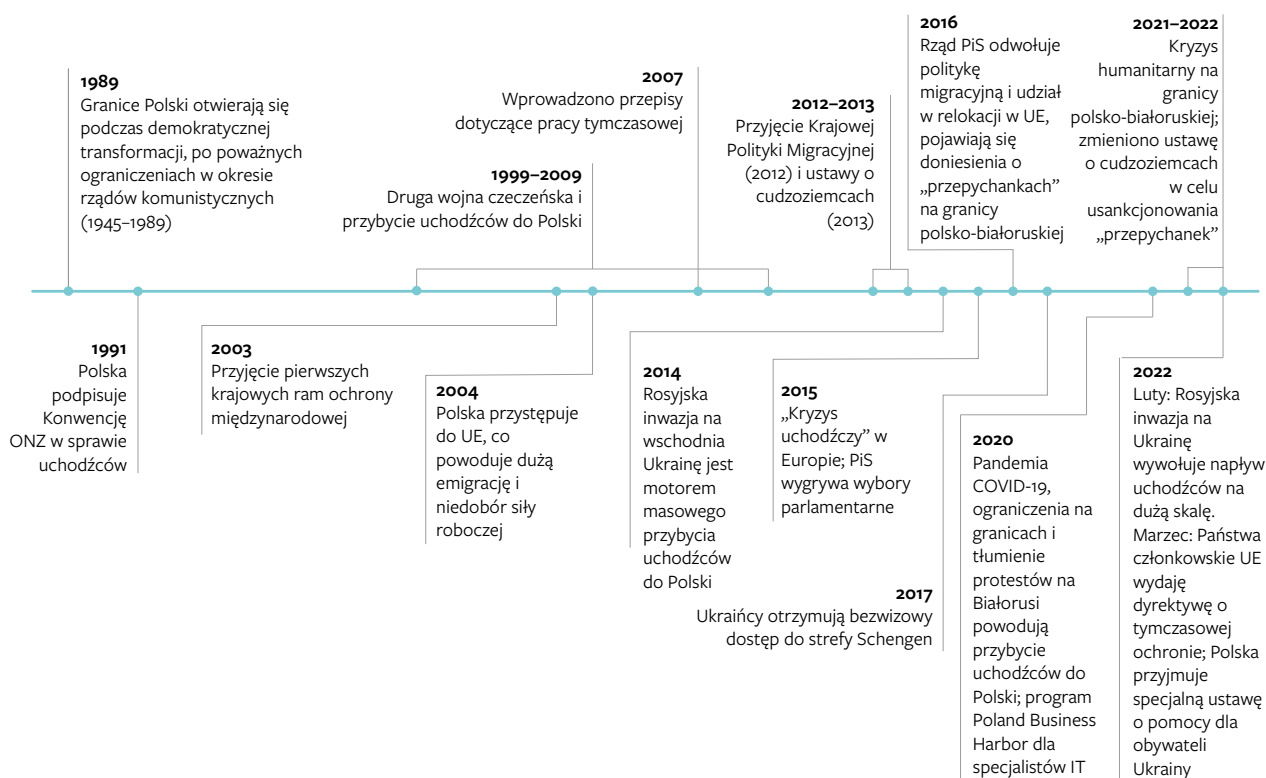 1989
Granice Polski otwierają się
podczas demokratycznej
transformacji, po poważnych
ograniczeniach w okresie
rządów komunistycznych
(1945–1989)
1999–2009
Druga wojna czeczeńska i
przybycie uchodźców do Polski
2007
Wprowadzono przepisy
dotyczące pracy tymczasowej
2012–2013
Przyjęcie Krajowej
Polityki Migracyjnej
(2012) i ustawy o
cudzoziemcach
(2013)
2016
Rząd PiS odwołuje
politykę
migracyjną i udział
w relokacji w UE,
pojawiają się
doniesienia o
„przepychankach”
na granicy
polsko-białoruskiej
2021–2022
Kryzys
humanitarny na
granicy
polsko-białoruskiej;
zmieniono ustawę
o cudzoziemcach
w celu
usankcjonowania
„przepychanek”
1991
Polska
podpisuje
Konwencję
ONZ w sprawie
uchodźców
2003
Przyjęcie pierwszych
krajowych ram ochrony
międzynarodowej
2004
Polska przystępuje
do UE, co
powoduje dużą
emigrację i
niedobór siły
roboczej
2014
Rosyjska
inwazja na
wschodnia
Ukrainę jest
motorem
masowego
przybycia
uchodźców
do Polski
2015
„Kryzys
uchodźczy” w
Europie; PiS
wygrywa wybory
parlamentarne
2017
Ukraińcy otrzymują bezwizowy
dostęp do strefy Schengen
2020
Pandemia
COVID-19,
ograniczenia na
granicach i
tłumienie
protestów na
Białorusi
powodują
przybycie
uchodźców do
Polski; program
Poland Business
Harbor dla
specjalistów IT
2022
Luty: Rosyjska
inwazja na
Ukrainę
wywołuje napływ
uchodźców na
dużą skalę.
Marzec: Państwa
członkowskie UE
wydaję
dyrektywę o
tymczasowej
ochronie; Polska
przyjmuje
specjalną ustawę
o pomocy dla
obywateli
Ukrainy